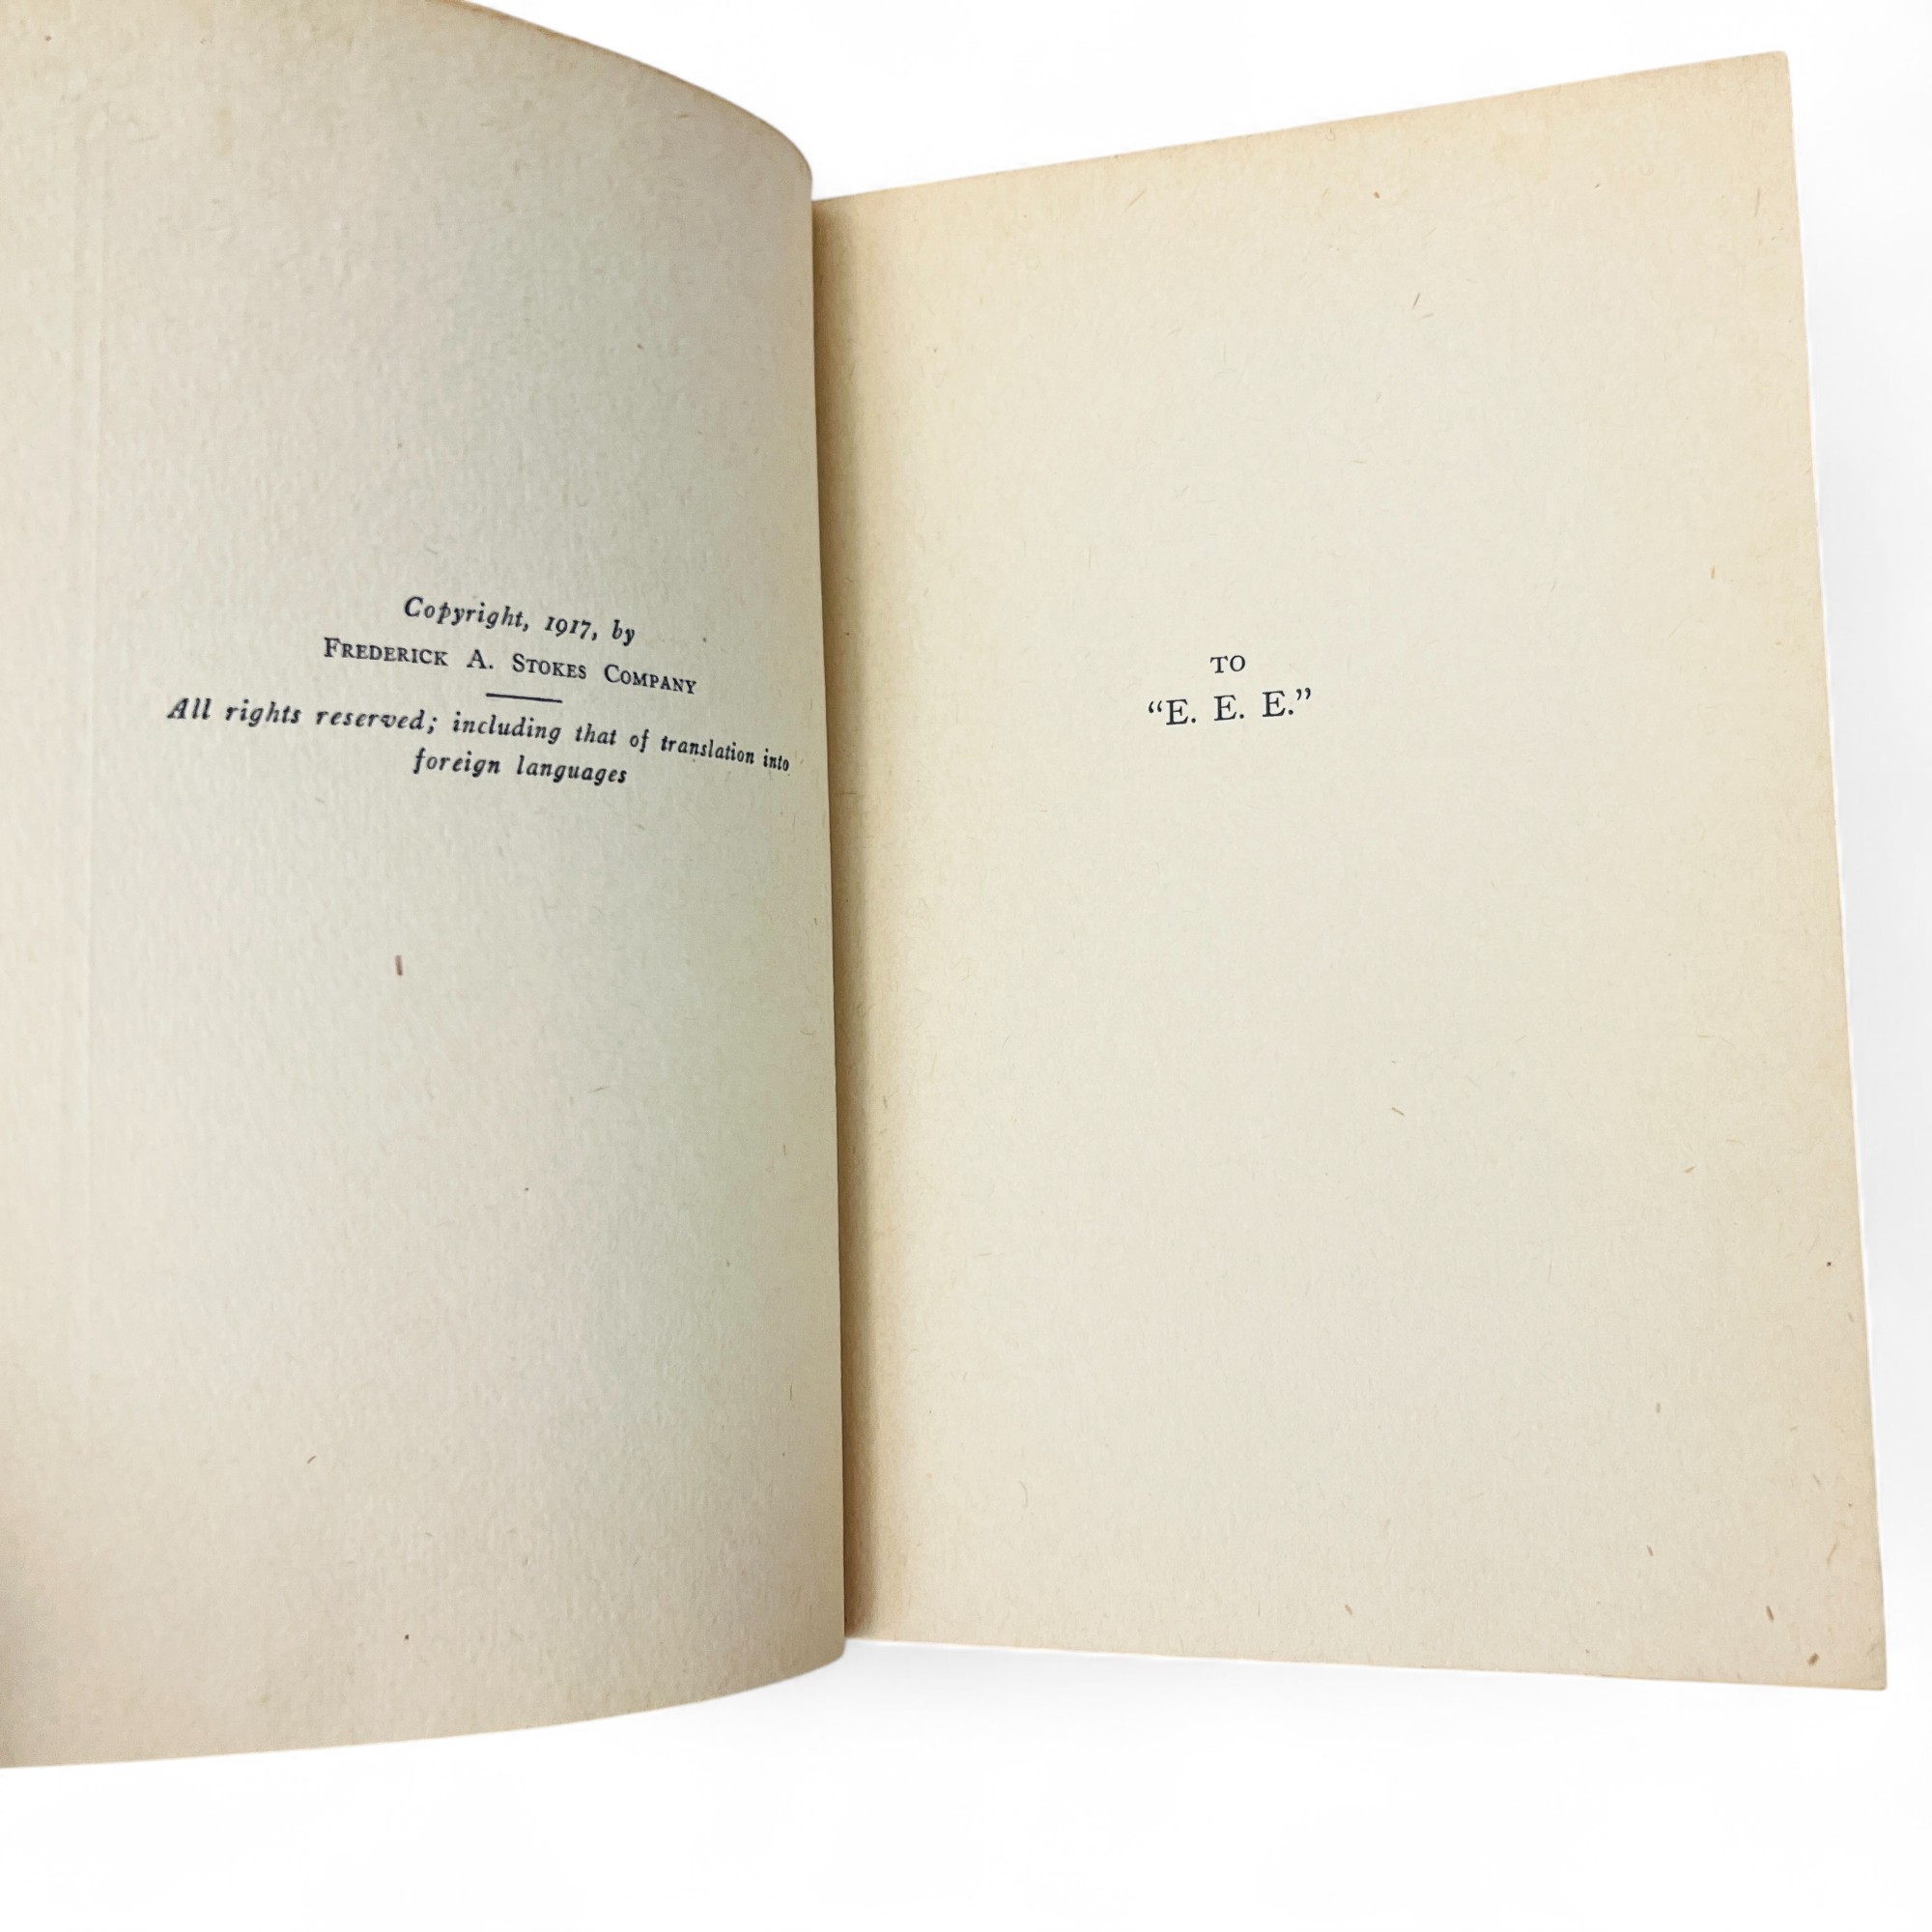 Copyright, 1917, by
FREDERICK A. STOKES COMPANY
All rights reserved; including that of translation into
foreign languages
TO
“E. E. E.”